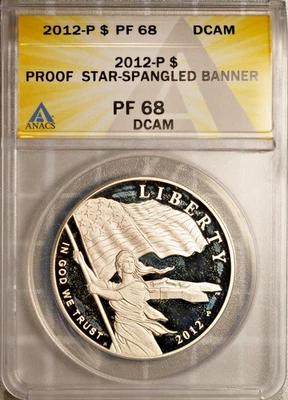 2012-P $ PF 68 DCAM
2012-P $
PROOF STAR-SPANGLED BANNER
PF 68
DCAM
ANACS
LIBERTY
IN GOD WE TRUST
2012